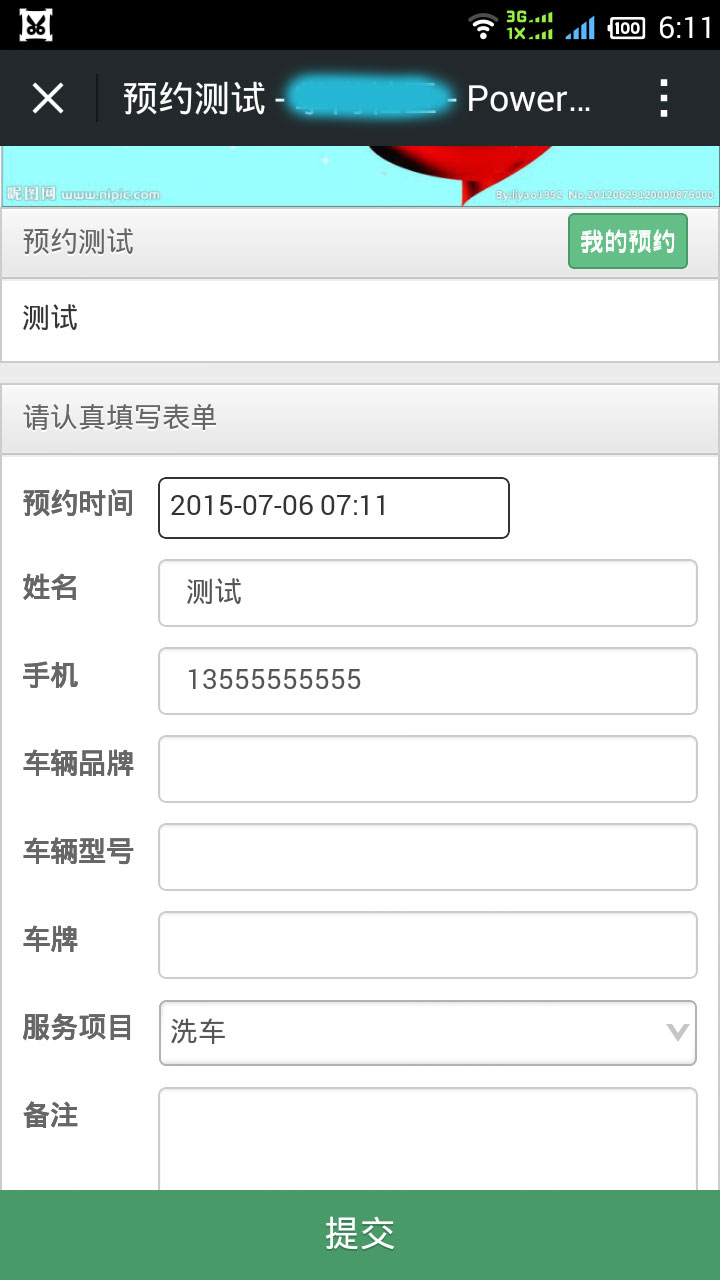 3G
1X
100
6:11
预约测试 - - Power...
昵图网 www.nipic.com
By:liyao1952 No.20120625120000876000
预约测试
我的预约
测试
请认真填写表单
预约时间
2015-07-06 07:11
姓名
测试
手机
13555555555
车辆品牌
车辆型号
车牌
服务项目
洗车
备注
提交